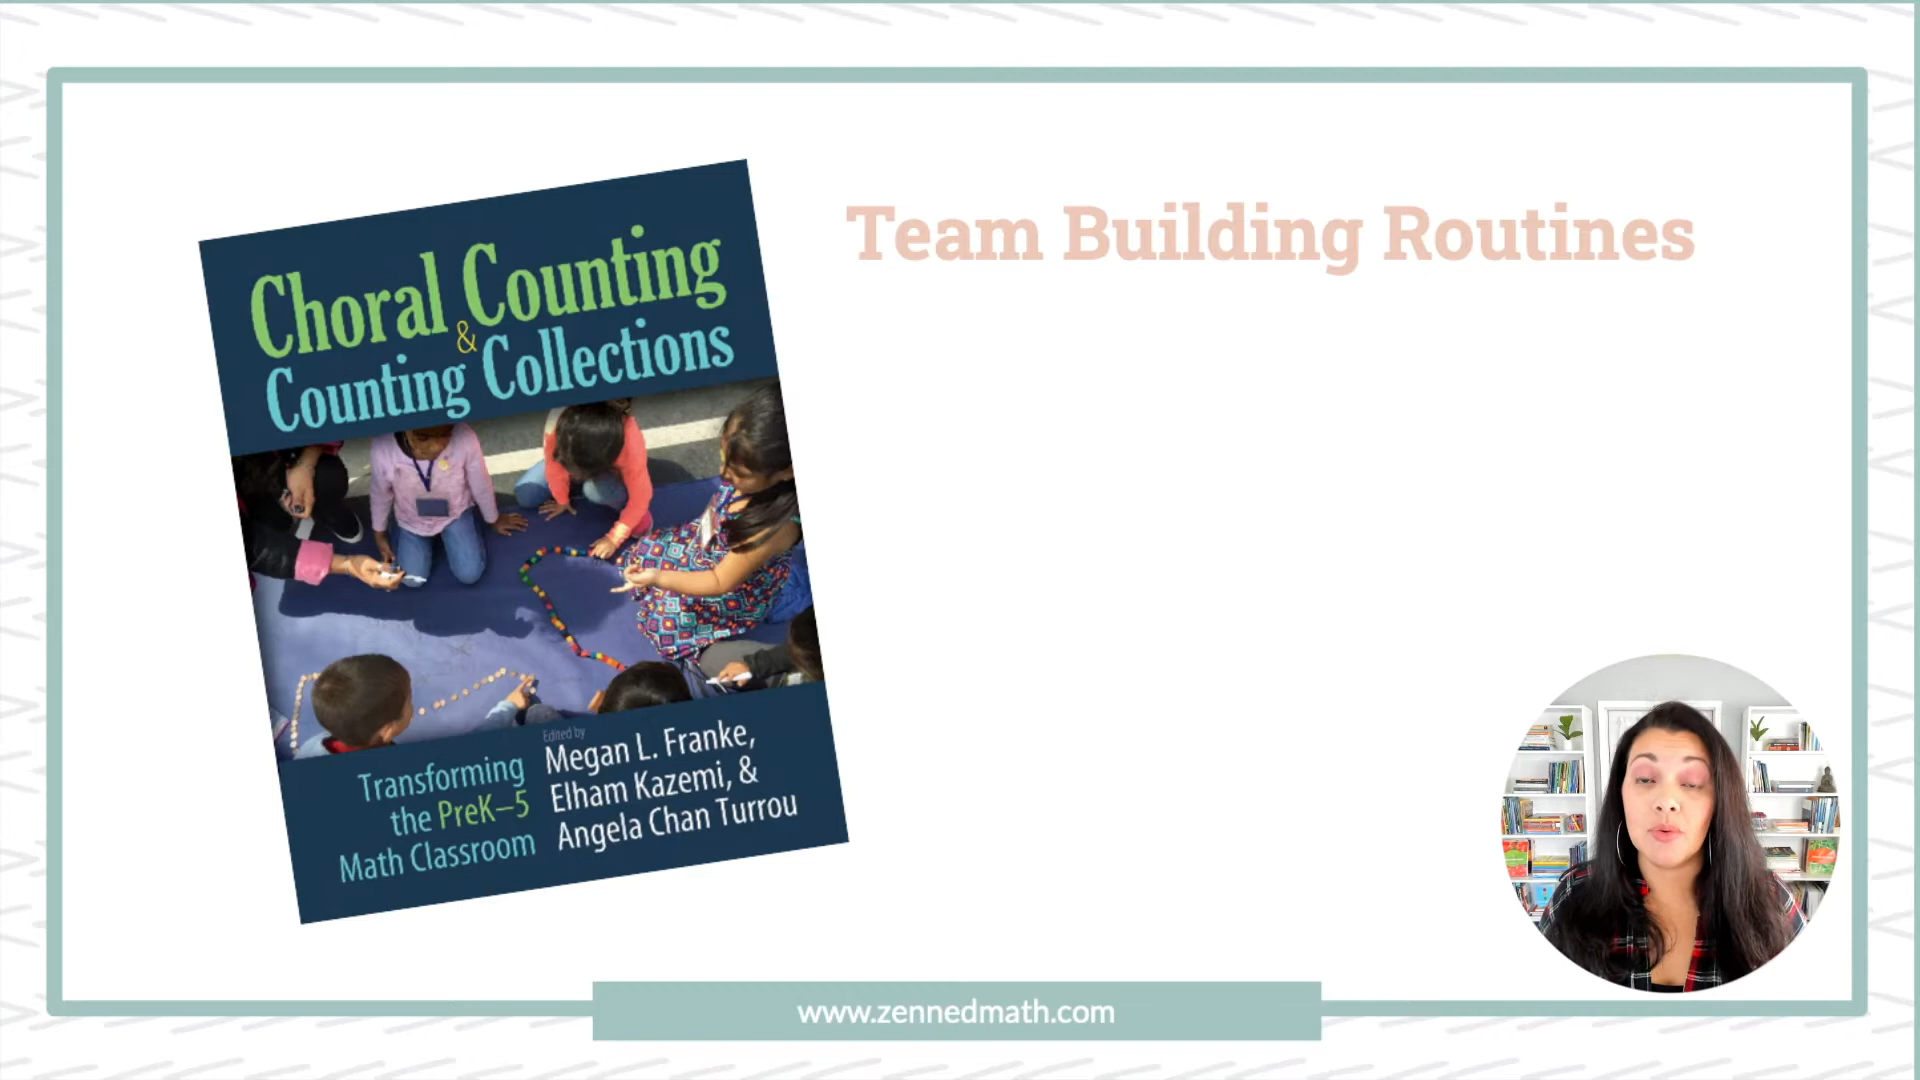 Team Building Routines
Choral Counting
&
Counting Collections
Edited by
Megan L. Franke,
Elham Kazemi, &
Angela Chan Turrou
Transforming
the PreK–5
Math Classroom
www.zennedmath.com